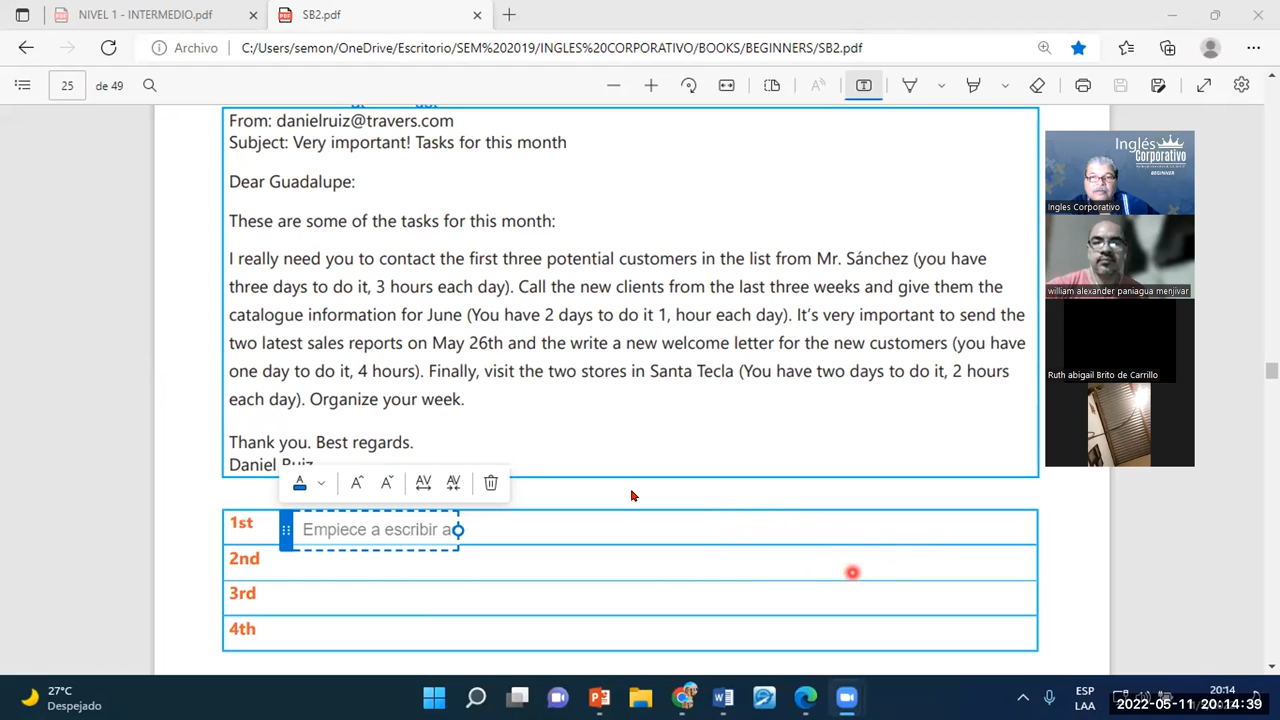 NIVEL 1 - INTERMEDIO.pdf
SB2.pdf
Archivo
C:/Users/semon/OneDrive/Escritorio/SEM%202019/INGLES%20CORPORATIVO/BOOKS/BEGINNERS/SB2.pdf
25 de 49
From: danielruiz@travers.com
Subject: Very important! Tasks for this month
Dear Guadalupe:
These are some of the tasks for this month:
I really need you to contact the first three potential customers in the list from Mr. Sánchez (you have
three days to do it, 3 hours each day). Call the new clients from the last three weeks and give them the
catalogue information for June (You have 2 days to do it 1, hour each day). It's very important to send the
two latest sales reports on May 26th and the write a new welcome letter for the new customers (you have
one day to do it, 4 hours). Finally, visit the two stores in Santa Tecla (You have two days to do it, 2 hours
each day). Organize your week.
Thank you. Best regards.
Daniel Ruiz
1st
Empiece a escribir a
2nd
3rd
4th
Inglés
Corporativo
BEGINNER
Ingles Corporativo
william alexander paniagua menjivar
Ruth abigail Brito de Carrillo
27°C
Despejado
ESP
LAA
20:14
2022-05-11 20:14:39